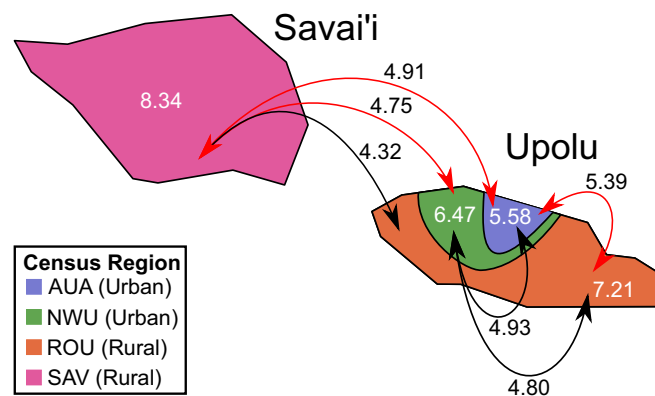 Savai'i
8.34
4.91
4.75
4.32
Upolu
5.39
6.47
5.58
7.21
4.93
4.80
Census Region
AUA (Urban)
NWU (Urban)
ROU (Rural)
SAV (Rural)